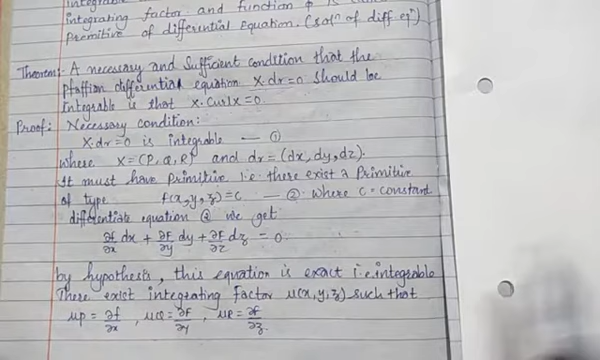 integrating factor and function φ is
primitive of differential Equation. (solⁿ of diff eqⁿ)
Theorem:- A necessary and Sufficient condition that the
pfaffian differential equation X.dr=0 should be
Integrable is that X.Curl X=0.
Proof: Necessary condition:
X.dr=0 is integrable — ①
where X=(P,Q,R) and dr=(dx,dy,dz).
It must have primitive i.e. there exist a Primitive
of type f(x,y,z)=c — ② where c=constant
differentiate equation ② we get
∂f/∂x dx + ∂F/∂y dy + ∂F/∂z dz = 0.
by hypothesis, this equation is exact i.e. integrable
There exist integrating factor μ(x,y,z) such that
μP = ∂f/∂x , μQ = ∂F/∂y , μR = ∂f/∂z.